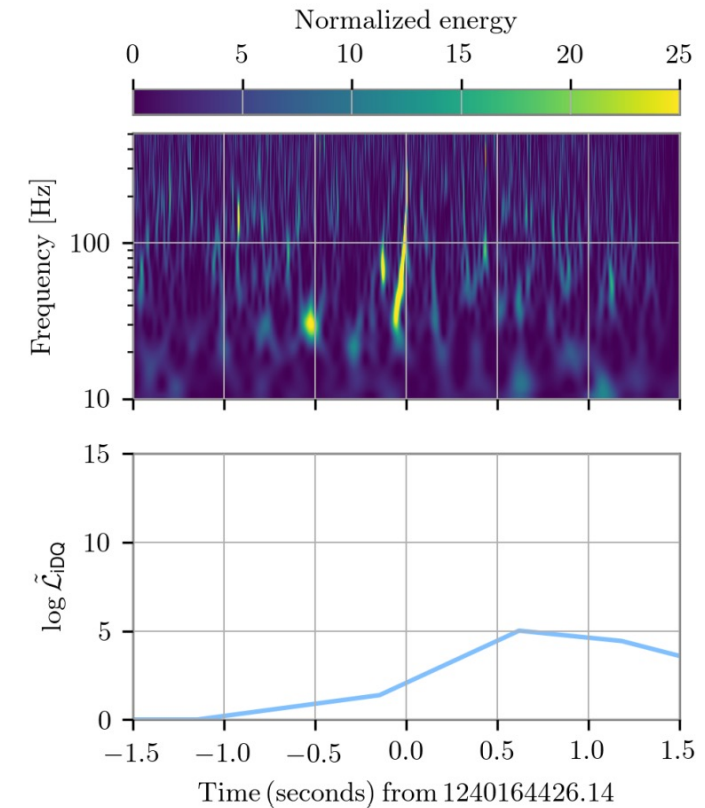 Normalized energy
0 5 10 15 20 25
Frequency [Hz]
100
10
log L̃iDQ
15
10
5
0
−1.5 −1.0 −0.5 0.0 0.5 1.0 1.5
Time (seconds) from 1240164426.14